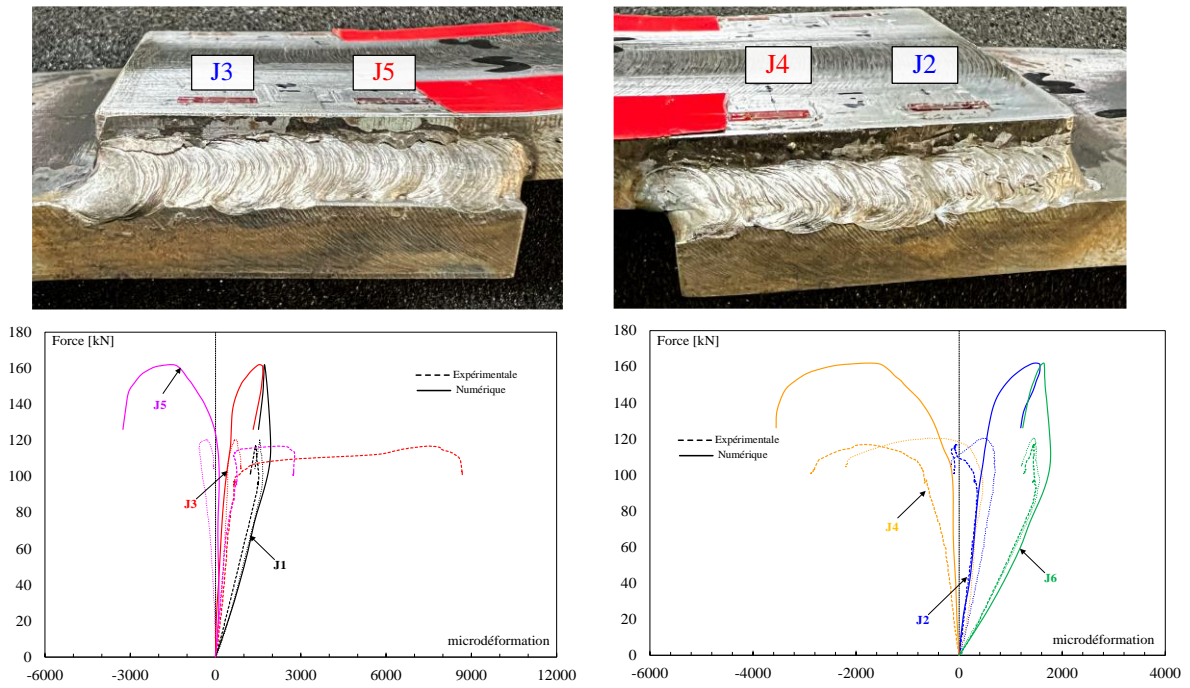 J3
J5
J4
J2
Force [kN]
180
160
140
120
100
80
60
40
20
0
-6000
-3000
0
3000
6000
9000
12000
microdéformation
Expérimentale
Numérique
J5
J3
J1
Force [kN]
180
160
140
120
100
80
60
40
20
0
-6000
-4000
-2000
0
2000
4000
microdéformation
Expérimentale
Numérique
J4
J2
J6